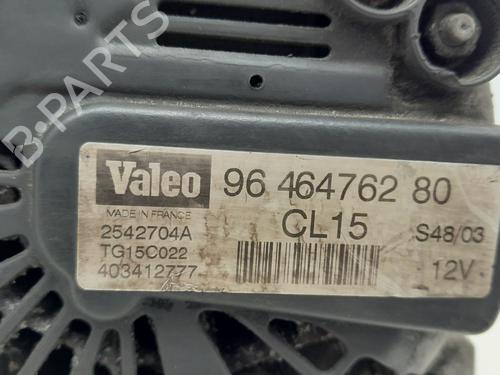 Valeo 96 464762 80
MADE IN FRANCE CL15 S48/03
2542704A
TG15C022
403412777 12V
B-Parts